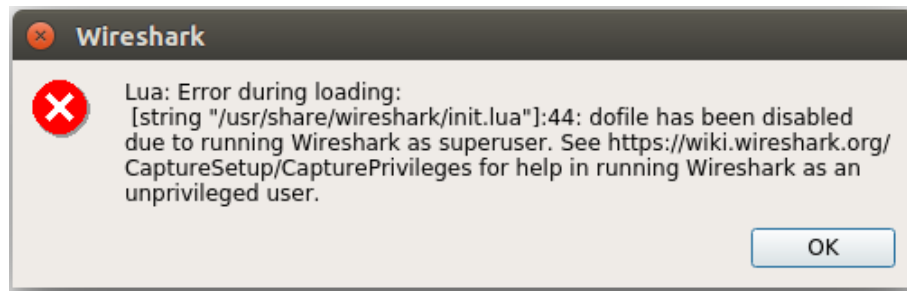 Wireshark
Lua: Error during loading:
[string "/usr/share/wireshark/init.lua"]:44: dofile has been disabled
due to running Wireshark as superuser. See https://wiki.wireshark.org/
CaptureSetup/CapturePrivileges for help in running Wireshark as an
unprivileged user.
OK